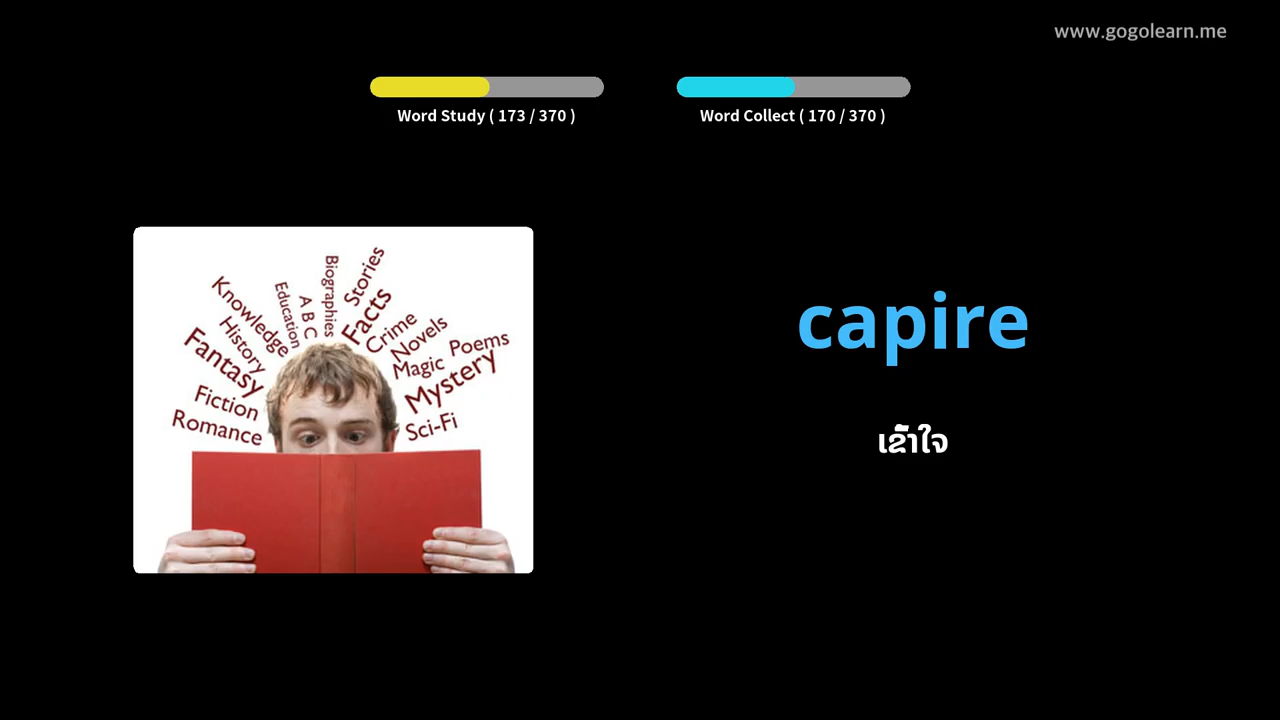 www.gogolearn.me
Word Study ( 173 / 370 )
Word Collect ( 170 / 370 )
Stories
Biographies
Facts
A B C
Education
Knowledge
Crime
Novels
History
Poems
Magic
Fantasy
Mystery
Fiction
Sci-Fi
Romance
capire
ເຂົ້າໃຈ